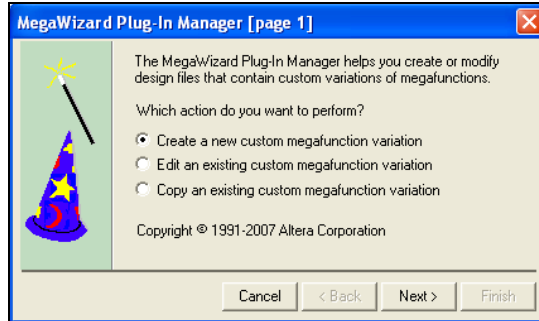 MegaWizard Plug-In Manager [page 1]
The MegaWizard Plug-In Manager helps you create or modify
design files that contain custom variations of megafunctions.
Which action do you want to perform?
Create a new custom megafunction variation
Edit an existing custom megafunction variation
Copy an existing custom megafunction variation
Copyright © 1991-2007 Altera Corporation
Cancel < Back Next > Finish